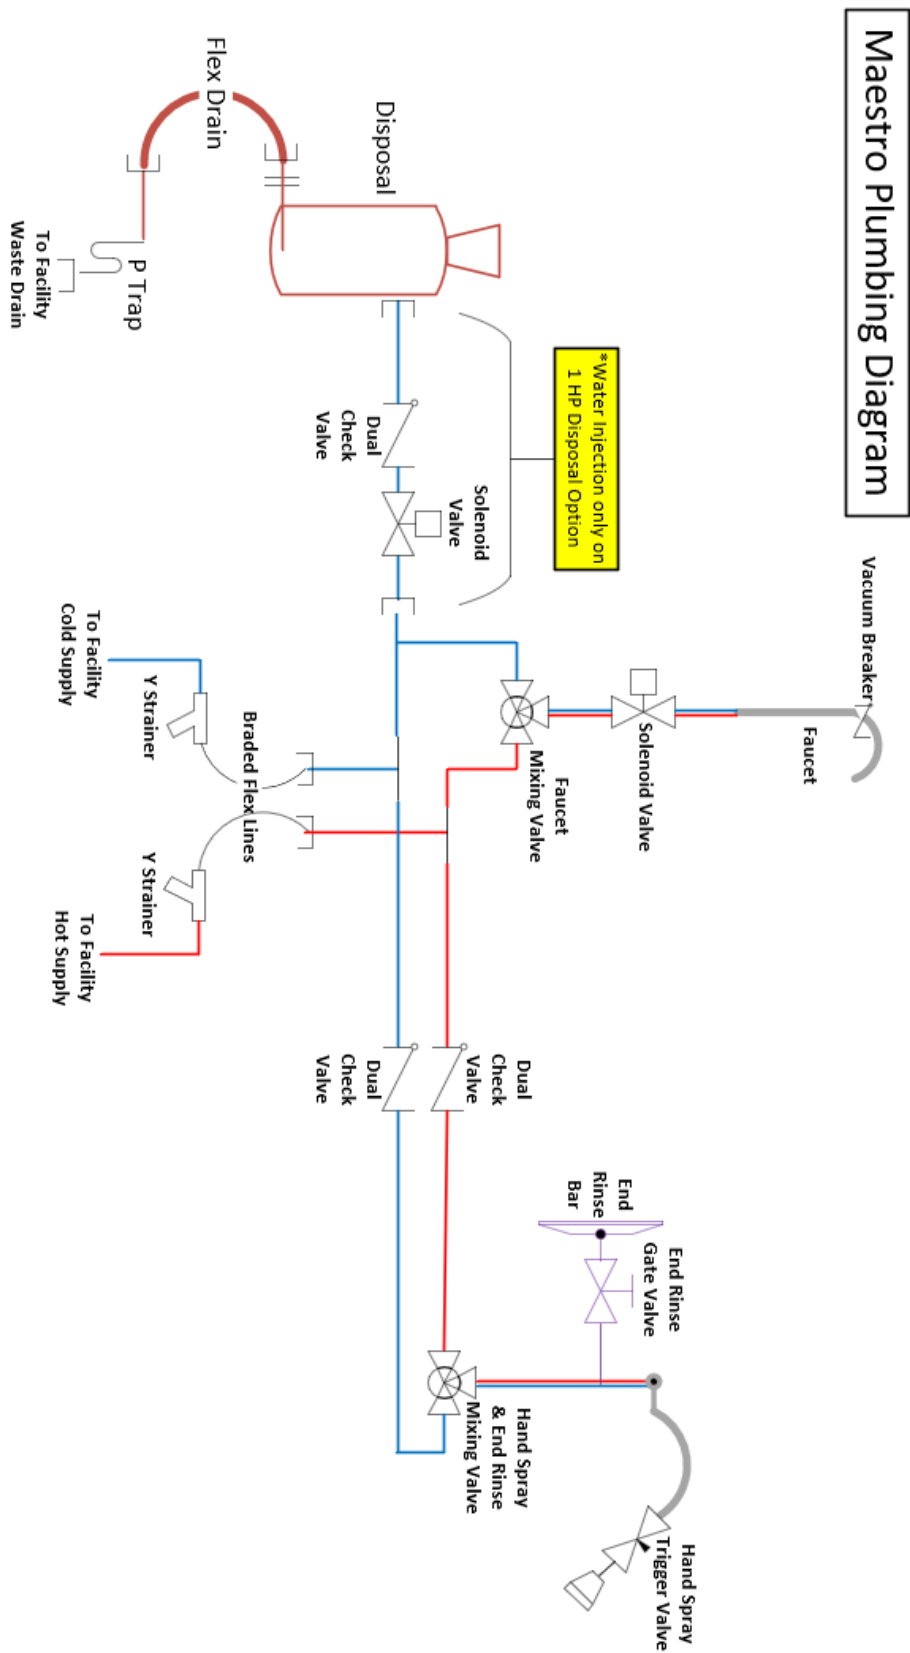 Maestro Plumbing Diagram
Vacuum Breaker
Faucet
Solenoid Valve
Faucet
Mixing Valve
*Water Injection only on
1 HP Disposal Option
Solenoid
Valve
Dual
Check
Valve
Disposal
Flex Drain
P Trap
To Facility
Waste Drain
To Facility
Cold Supply
Y Strainer
Braded Flex Lines
Y Strainer
To Facility
Hot Supply
Dual
Check
Valve
Dual
Check
Valve
End
Rinse
Bar
End Rinse
Gate Valve
Hand Spray
& End Rinse
Mixing Valve
Hand Spray
Trigger Valve